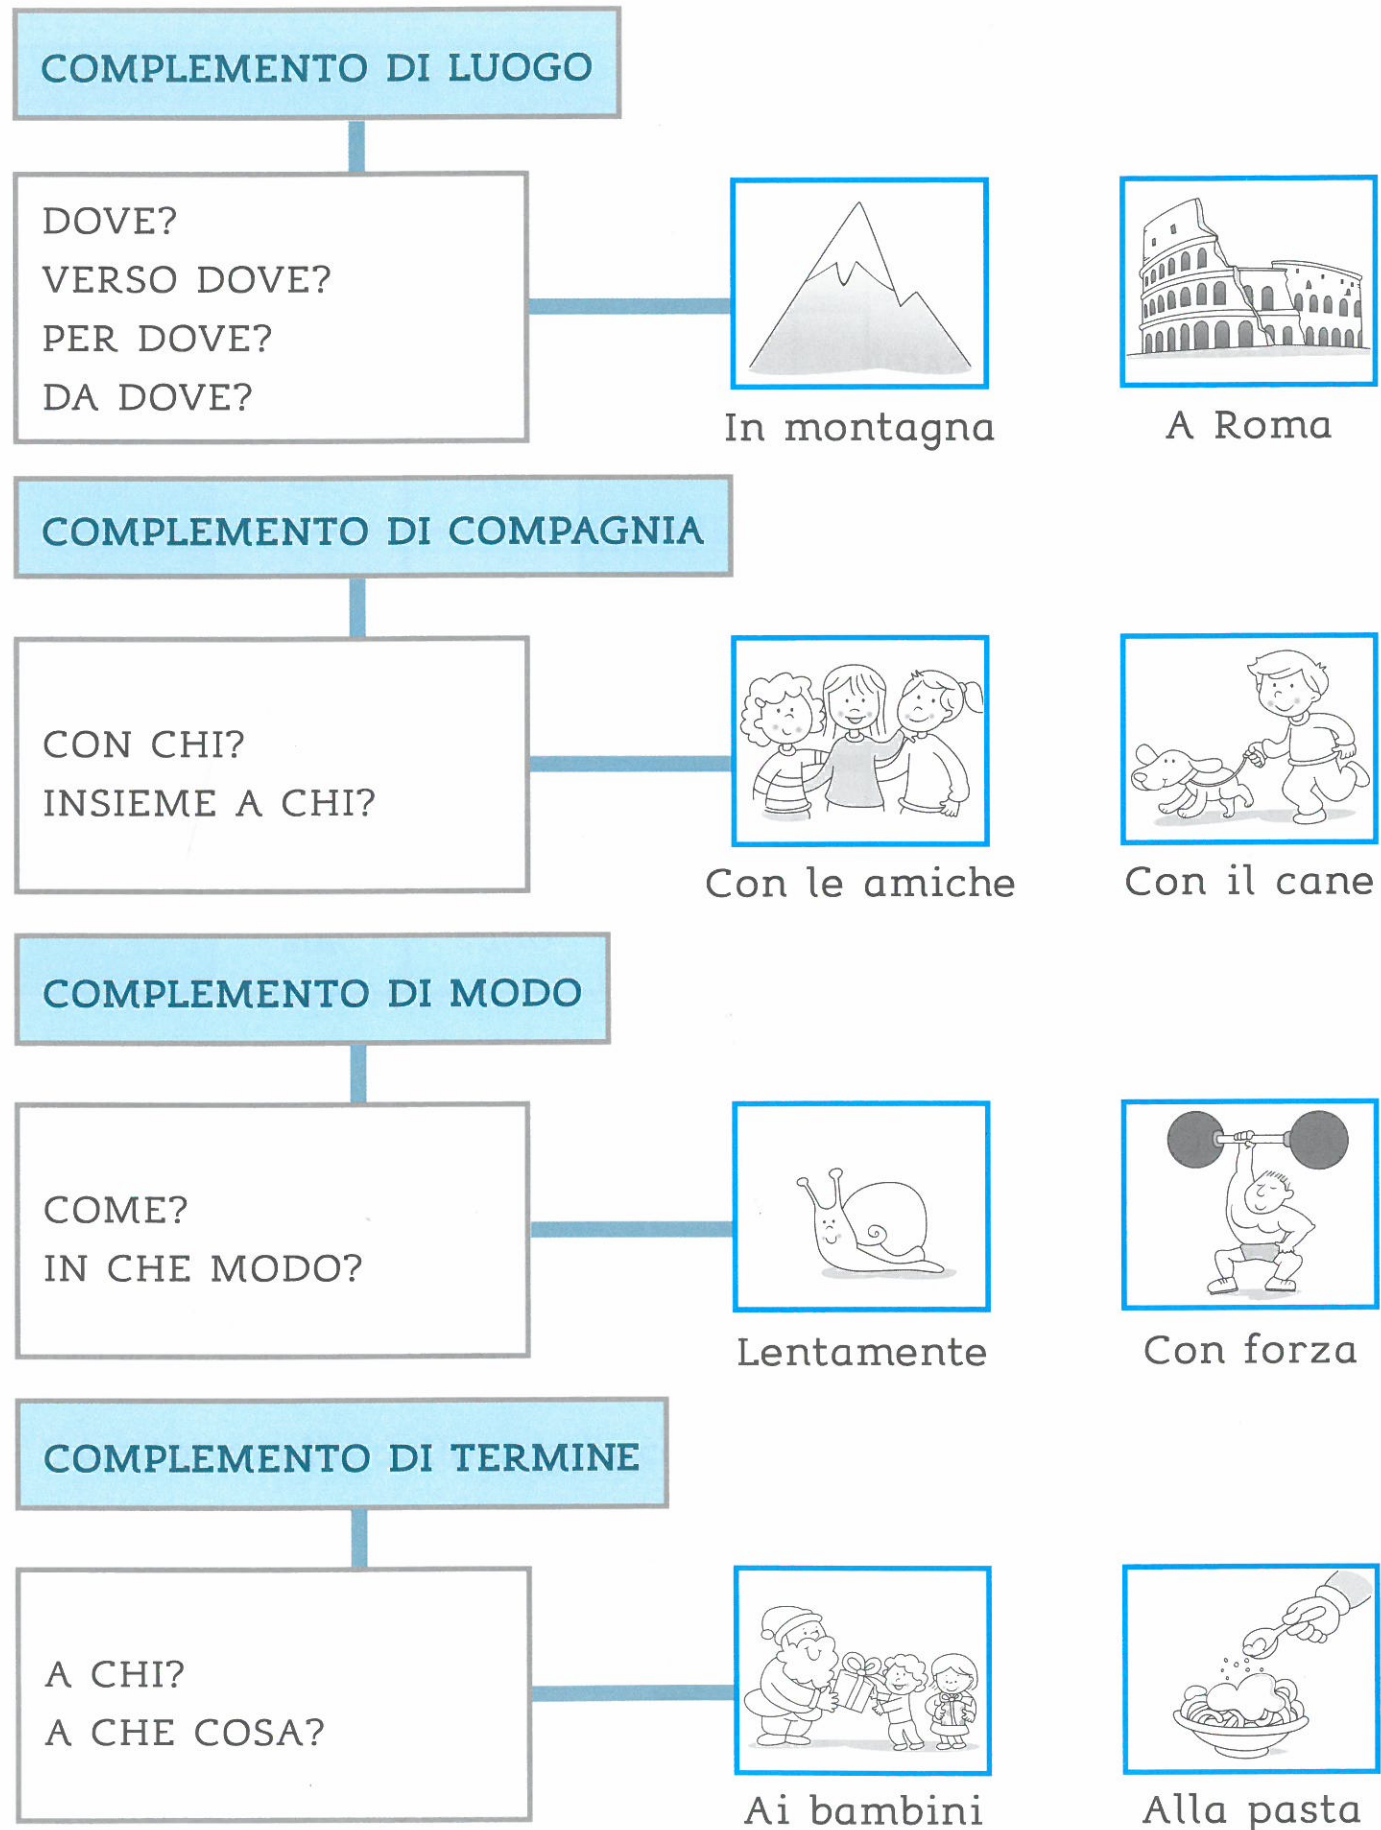 COMPLEMENTO DI LUOGO
DOVE?
VERSO DOVE?
PER DOVE?
DA DOVE?
In montagna
A Roma
COMPLEMENTO DI COMPAGNIA
CON CHI?
INSIEME A CHI?
Con le amiche
Con il cane
COMPLEMENTO DI MODO
COME?
IN CHE MODO?
Lentamente
Con forza
COMPLEMENTO DI TERMINE
A CHI?
A CHE COSA?
Ai bambini
Alla pasta